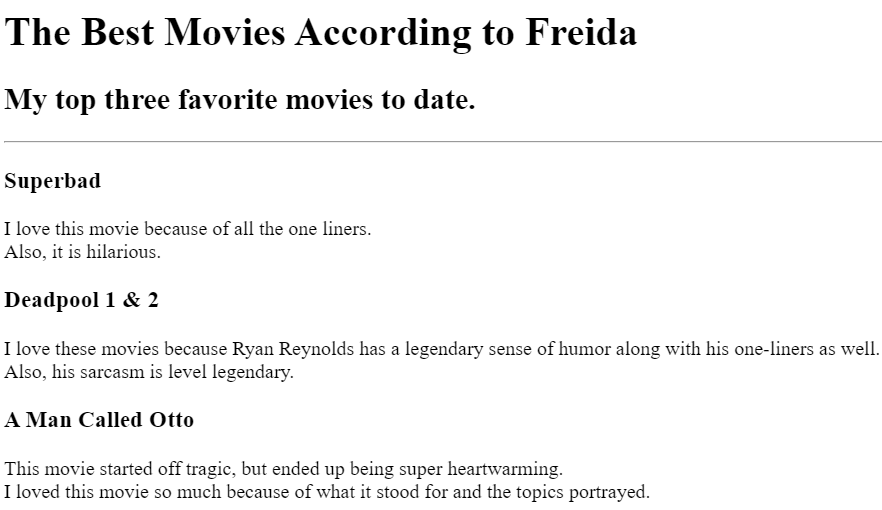 The Best Movies According to Freida
My top three favorite movies to date.
Superbad
I love this movie because of all the one liners.
Also, it is hilarious.
Deadpool 1 & 2
I love these movies because Ryan Reynolds has a legendary sense of humor along with his one-liners as well.
Also, his sarcasm is level legendary.
A Man Called Otto
This movie started off tragic, but ended up being super heartwarming.
I loved this movie so much because of what it stood for and the topics portrayed.